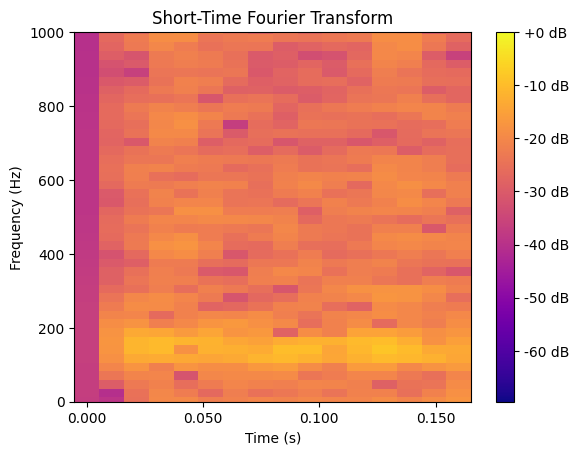 Short-Time Fourier Transform
1000
800
600
400
200
0
Frequency (Hz)
0.000
0.050
0.100
0.150
Time (s)
+0 dB
-10 dB
-20 dB
-30 dB
-40 dB
-50 dB
-60 dB